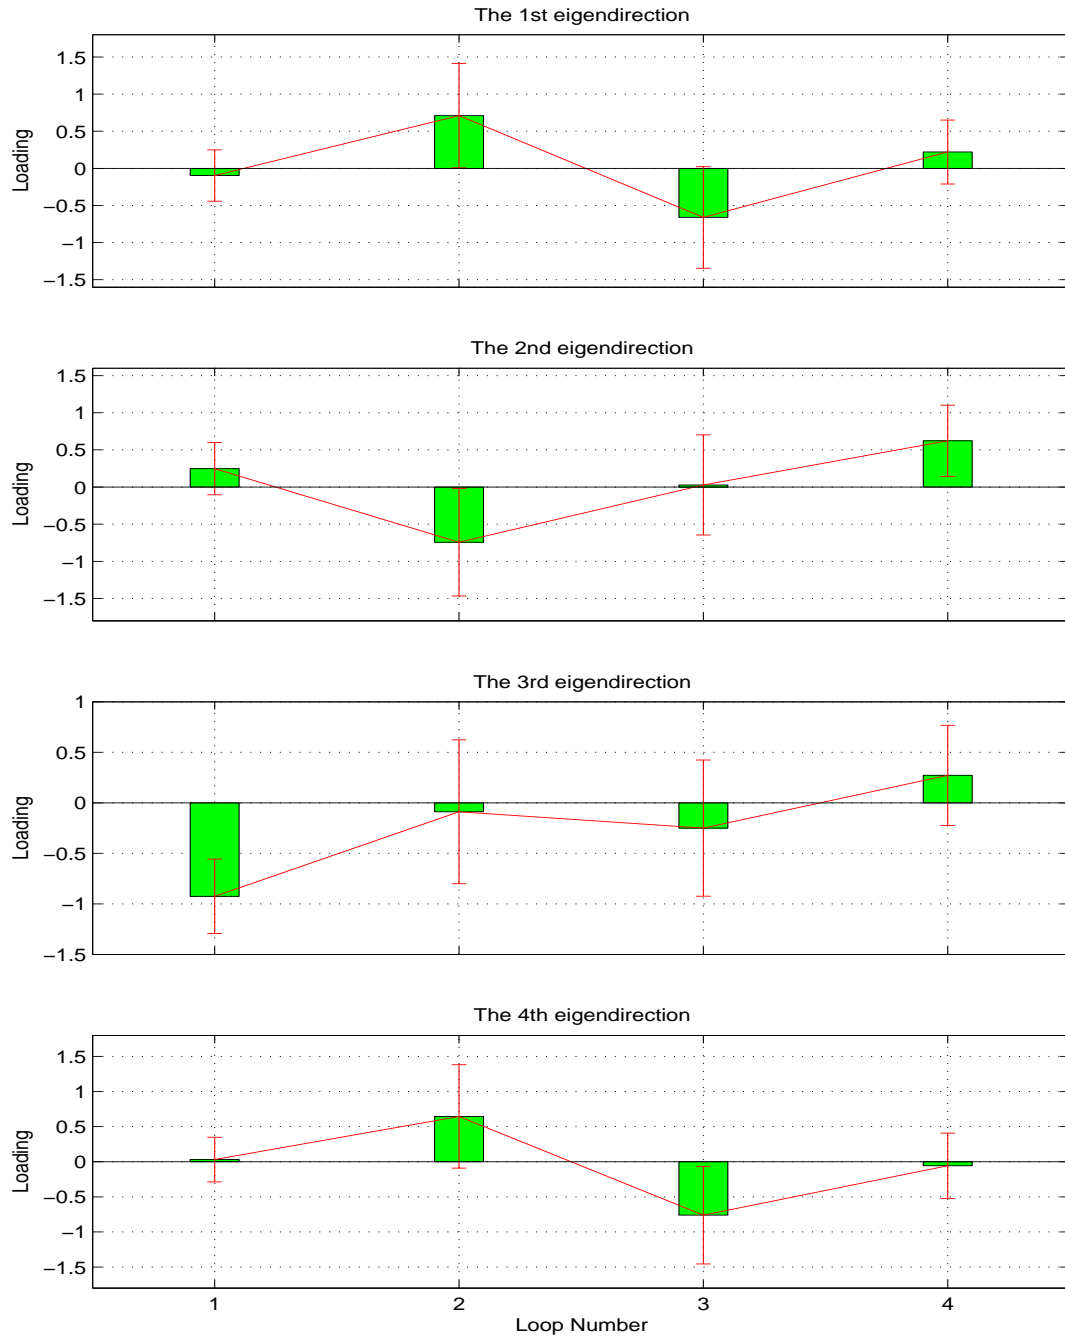 The 1st eigendirection
1.5
1
0.5
0
−0.5
−1
−1.5
Loading
The 2nd eigendirection
1.5
1
0.5
0
−0.5
−1
−1.5
Loading
The 3rd eigendirection
1
0.5
0
−0.5
−1
−1.5
Loading
The 4th eigendirection
1.5
1
0.5
0
−0.5
−1
−1.5
Loading
1 2 3 4
Loop Number